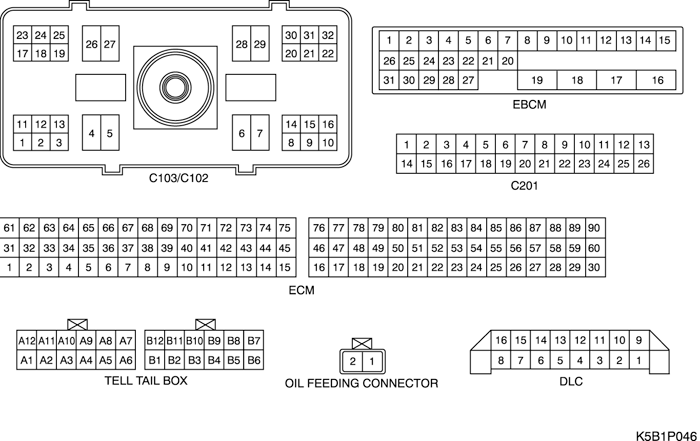 23 24 25
26 27
28 29
30 31 32
17 18 19
20 21 22
11 12 13
4 5
6 7
14 15 16
1 2 3
8 9 10
C103/C102
1 2 3 4 5 6 7 8 9 10 11 12 13 14 15
26 25 24 23 22 21 20
31 30 29 28 27
19 18 17 16
EBCM
1 2 3 4 5 6 7 8 9 10 11 12 13
14 15 16 17 18 19 20 21 22 23 24 25 26
C201
61 62 63 64 65 66 67 68 69 70 71 72 73 74 75
31 32 33 34 35 36 37 38 39 40 41 42 43 44 45
1 2 3 4 5 6 7 8 9 10 11 12 13 14 15
76 77 78 79 80 81 82 83 84 85 86 87 88 89 90
46 47 48 49 50 51 52 53 54 55 56 57 58 59 60
16 17 18 19 20 21 22 23 24 25 26 27 28 29 30
ECM
A12 A11 A10 A9 A8 A7
A1 A2 A3 A4 A5 A6
B12 B11 B10 B9 B8 B7
B1 B2 B3 B4 B5 B6
TELL TAIL BOX
2 1
OIL FEEDING CONNECTOR
16 15 14 13 12 11 10 9
8 7 6 5 4 3 2 1
DLC
K5B1P046